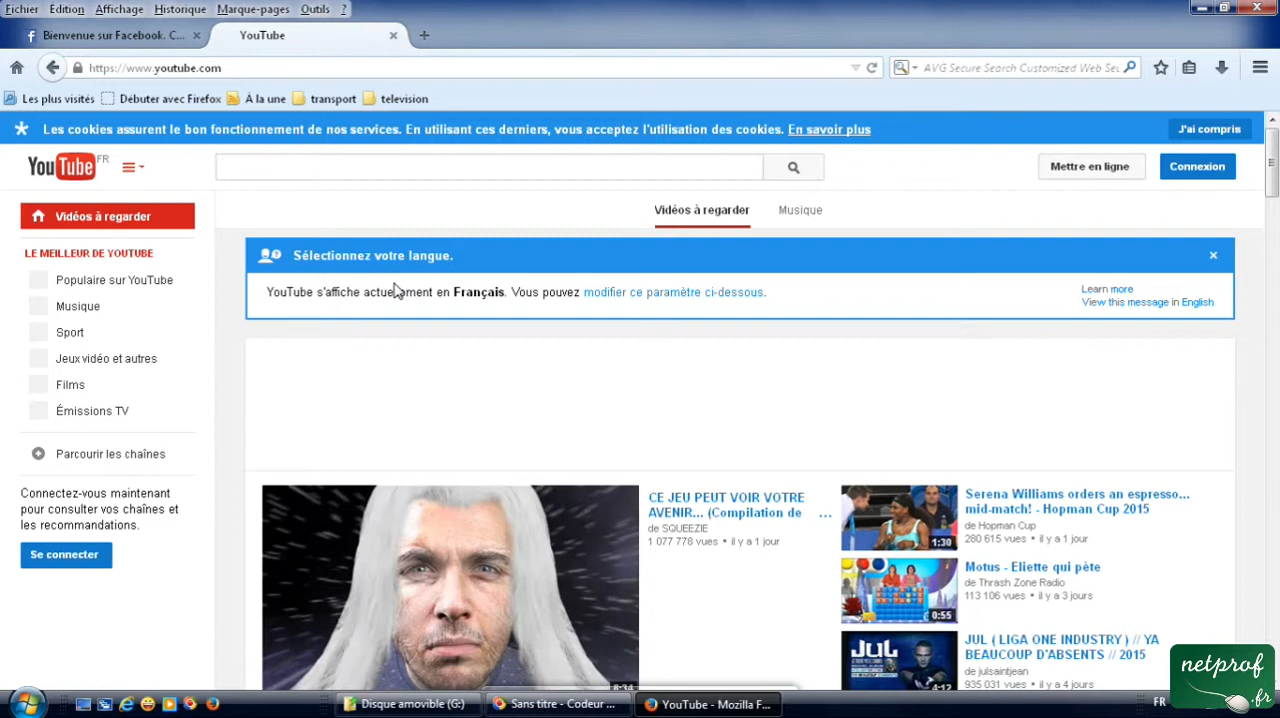 Fichier Édition Affichage Historique Marque-pages Outils ?
Bienvenue sur Facebook. C...
YouTube
https://www.youtube.com
AVG Secure Search Customized Web Sec
Les plus visités Débuter avec Firefox À la une transport television
Les cookies assurent le bon fonctionnement de nos services. En utilisant ces derniers, vous acceptez l'utilisation des cookies. En savoir plus
J'ai compris
YouTube FR
Mettre en ligne
Connexion
Vidéos à regarder
LE MEILLEUR DE YOUTUBE
Populaire sur YouTube
Musique
Sport
Jeux vidéo et autres
Films
Émissions TV
Parcourir les chaînes
Connectez-vous maintenant
pour consulter vos chaînes et
les recommandations.
Se connecter
Vidéos à regarder Musique
Sélectionnez votre langue.
YouTube s'affiche actuellement en Français. Vous pouvez modifier ce paramètre ci-dessous.
Learn more
View this message in English
CE JEU PEUT VOIR VOTRE
AVENIR... (Compilation de ...
de SQUEEZIE
1 077 778 vues • il y a 1 jour
Serena Williams orders an espresso...
mid-match! - Hopman Cup 2015
de Hopman Cup
280 615 vues • il y a 1 jour
1:30
Motus - Eliette qui pète
de Thrash Zone Radio
113 106 vues • il y a 3 jours
0:55
JUL ( LIGA ONE INDUSTRY ) // YA
BEAUCOUP D'ABSENTS // 2015
de julsaintjean
935 031 vues • il y a 4 jours
JUL
4:12
Disque amovible (G:)
Sans titre - Codeur ...
YouTube - Mozilla F...
FR
netprof
.fr